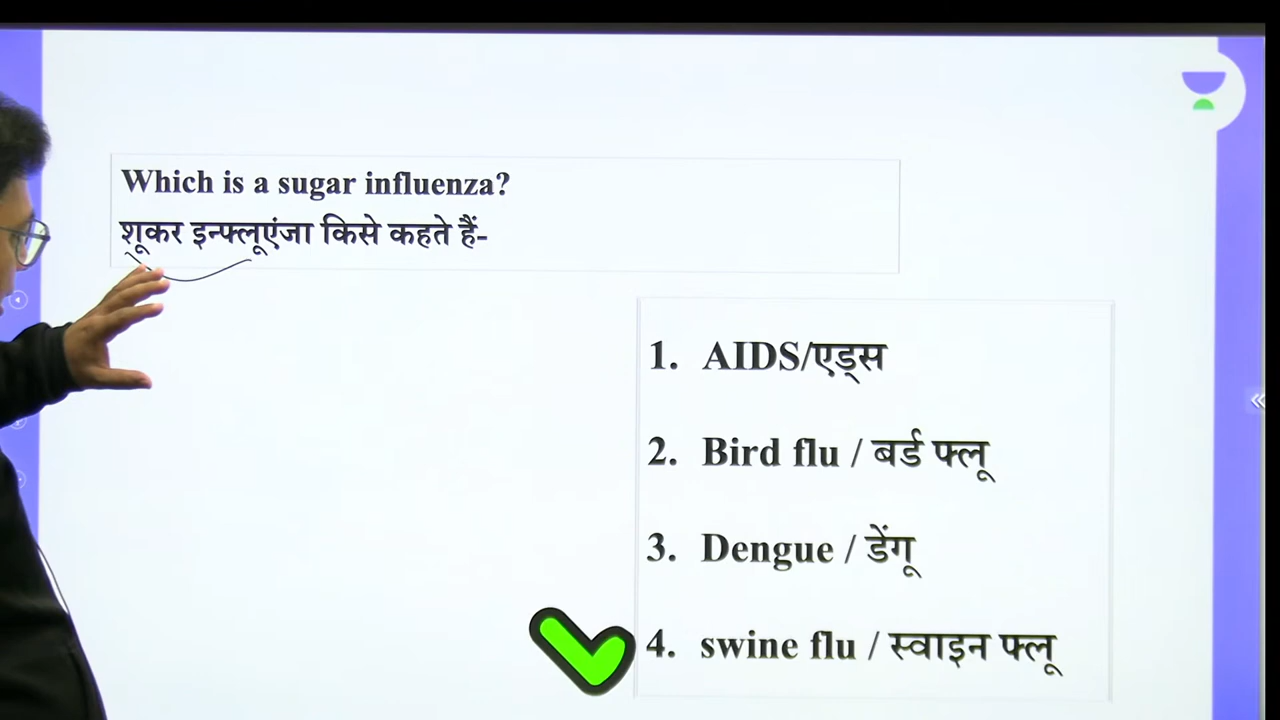 Which is a sugar influenza?
शूकर इन्फ्लूएंजा किसे कहते हैं-
1. AIDS/एड्स
2. Bird flu / बर्ड फ्लू
3. Dengue / डेंगू
4. swine flu / स्वाइन फ्लू